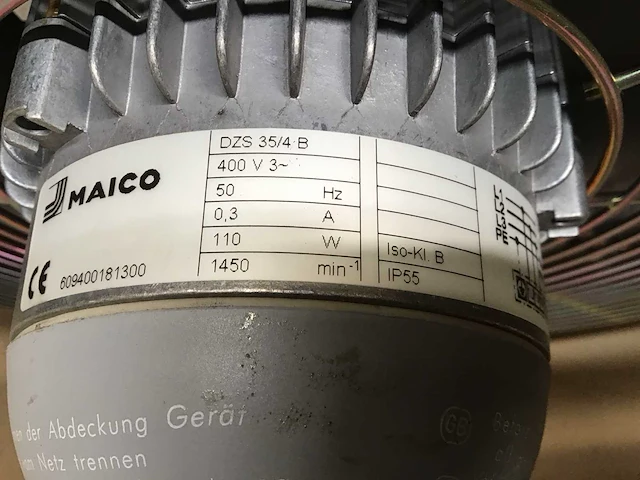 MAICO
CE 609400181300
DZS 35/4 B
400 V 3~
50 Hz
0,3 A
110 W
1450 min⁻¹
Iso-Kl. B
IP55
L1
L2
L3
PE
der Abdeckung Gerät
Netz trennen
GB